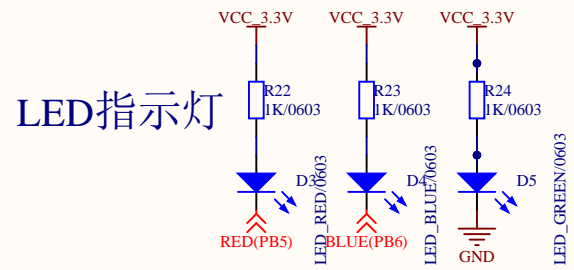 VCC_3.3V VCC_3.3V VCC_3.3V
R22 R23 R24
1K/0603 1K/0603 1K/0603
LED指示灯
D3 D4 D5
LED_RED/0603
LED_BLUE/0603
LED_GREEN/0603
RED(PB5) BLUE(PB6)
GND